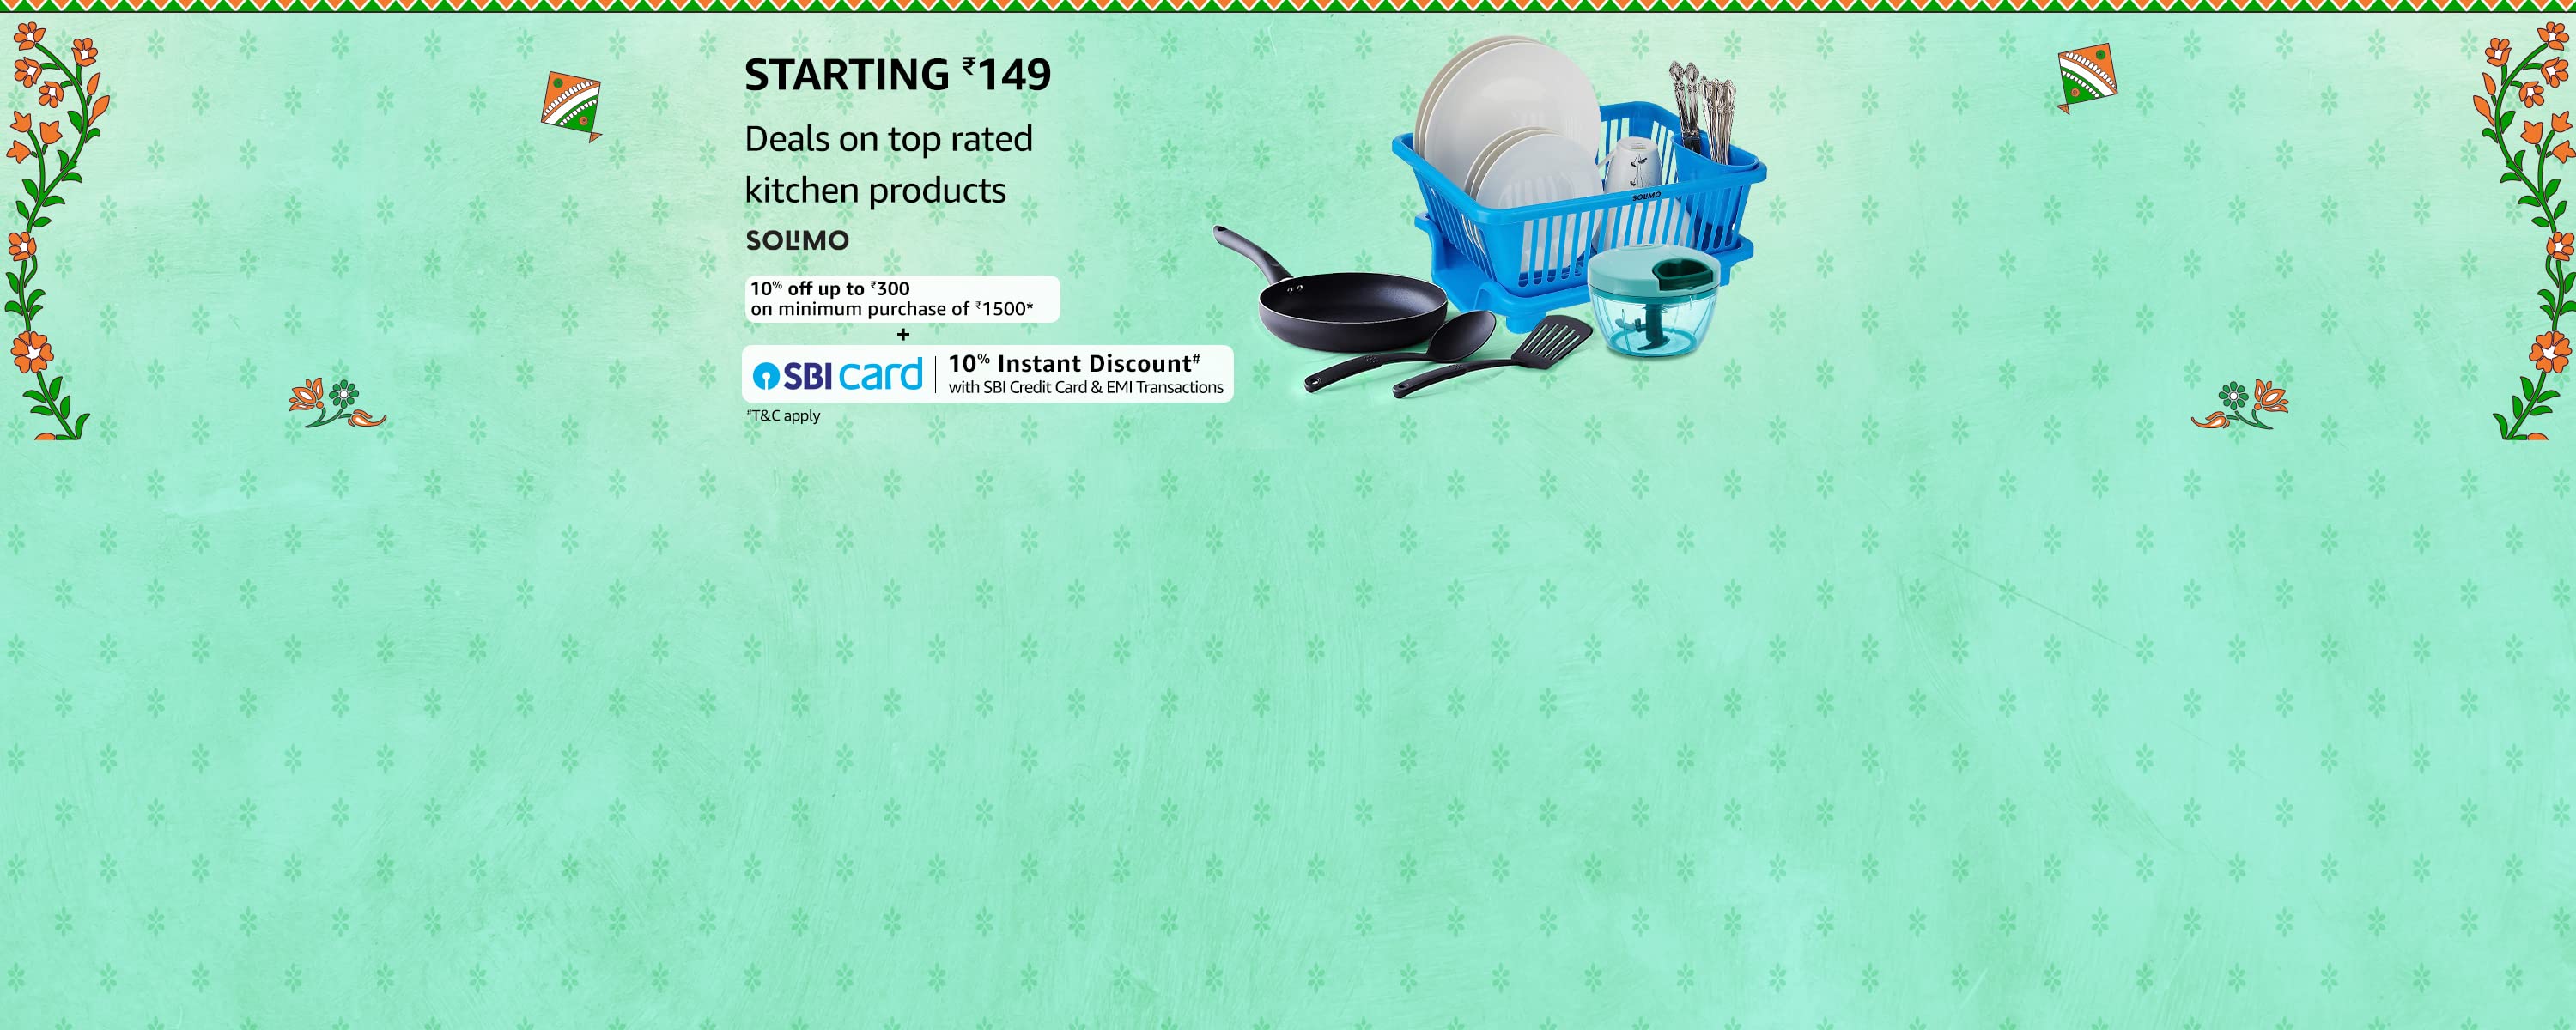 STARTING ₹149
Deals on top rated
kitchen products
SOLIMO
10% off up to ₹300
on minimum purchase of ₹1500*
+
SBI card
10% Instant Discount#
with SBI Credit Card & EMI Transactions
#T&C apply
SOLIMO